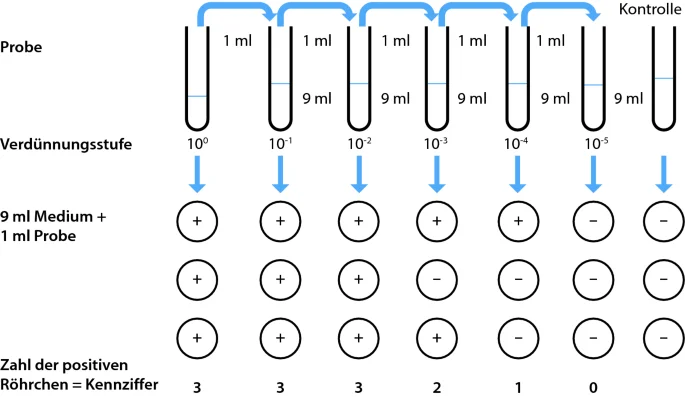 Kontrolle
Probe
1 ml 1 ml 1 ml 1 ml 1 ml
9 ml 9 ml 9 ml 9 ml 9 ml
Verdünnungsstufe 10⁰ 10⁻¹ 10⁻² 10⁻³ 10⁻⁴ 10⁻⁵
9 ml Medium +
1 ml Probe
+ + + + + – –
+ + + – – – –
+ + + + – – –
Zahl der positiven
Röhrchen = Kennziffer 3 3 3 2 1 0